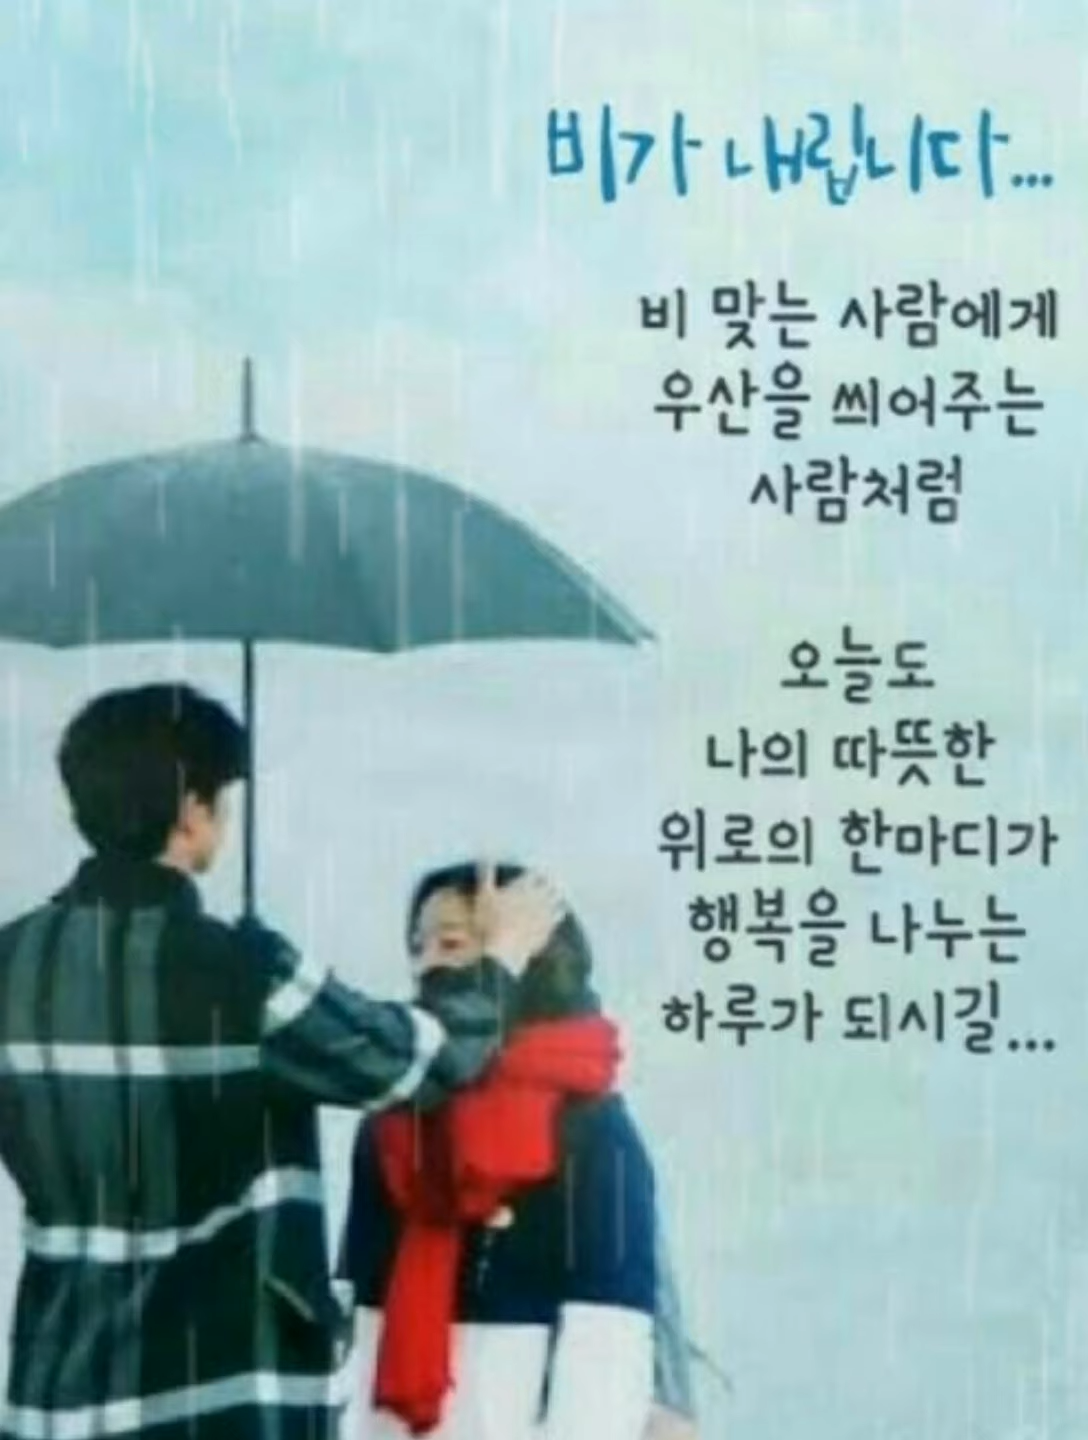 비가 내립니다...
비 맞는 사람에게
우산을 씌어주는
사람처럼
오늘도
나의 따뜻한
위로의 한마디가
행복을 나누는
하루가 되시길...